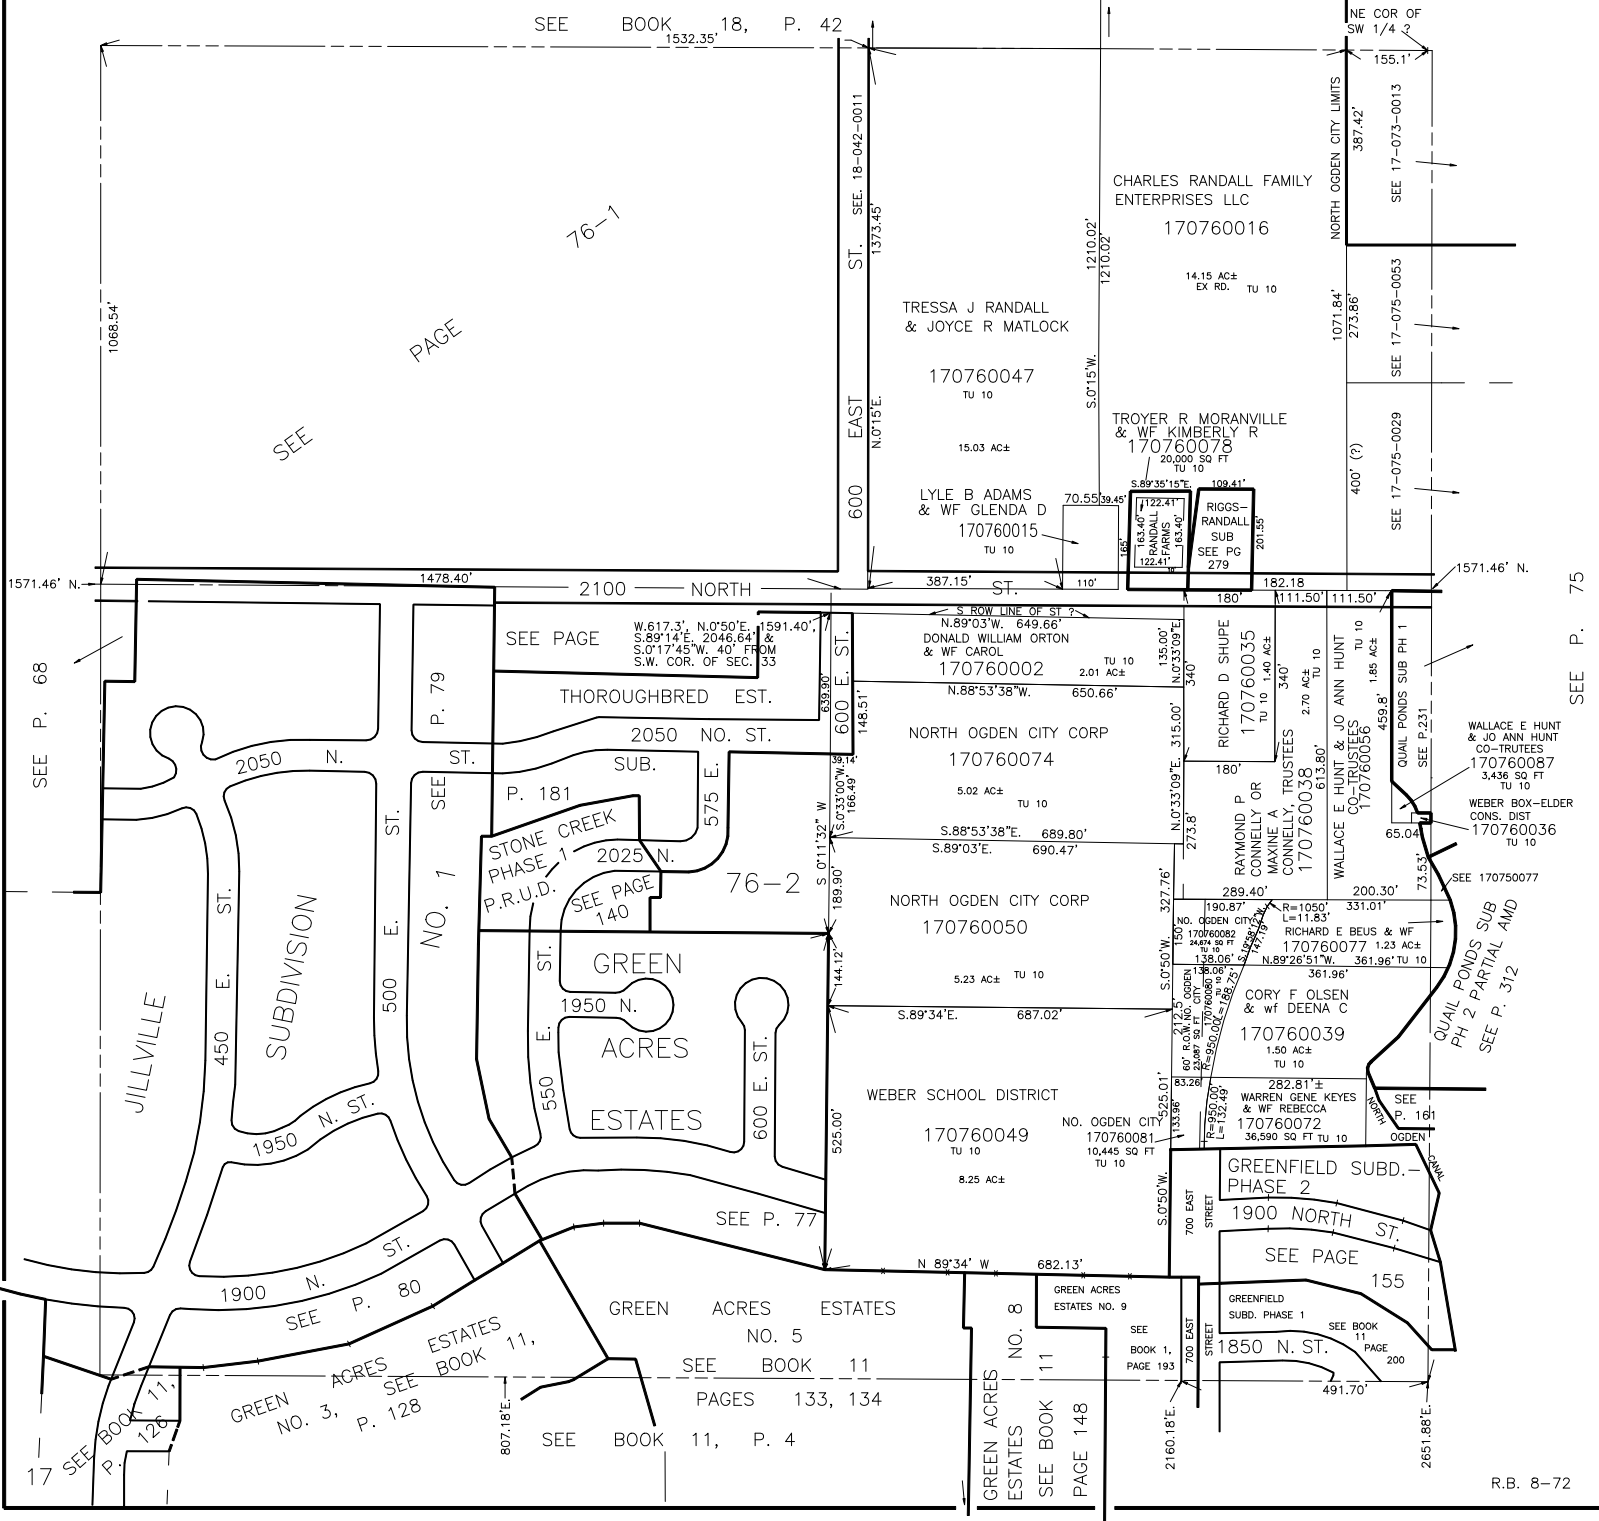 SEE BOOK 18, P. 42
1532.35'
NE COR OF
SW 1/4 ?
155.1'
76-1
PAGE
SEE
1068.54'
600 EAST ST.
SEE. 18-042-0011
1373.45'
N.0°15'E.
CHARLES RANDALL FAMILY
ENTERPRISES LLC
170760016
14.15 AC±
EX RD. TU 10
1210.02'
1210.02'
S.0°15'W.
NORTH OGDEN CITY LIMITS
387.42'
SEE 17-073-0013
1071.84'
273.86'
SEE 17-075-0053
400' (?)
SEE 17-075-0029
TRESSA J RANDALL
& JOYCE R MATLOCK
170760047
TU 10
15.03 AC±
TROYER R MORANVILLE
& WF KIMBERLY R
170760078
20,000 SQ FT
TU 10
S.89°35'15"E. 109.41'
LYLE B ADAMS
& WF GLENDA D
170760015
TU 10
70.55'
39.45'
165'
110'
122.41'
163.40'
RANDALL
FARMS
163.40'
122.41'
10
RIGGS-
RANDALL
SUB
SEE PG
279
201.55'
1571.46' N.
1478.40'
2100 NORTH ST.
387.15'
182.18
1571.46' N.
180'
111.50'
111.50'
SEE P. 75
SEE P. 68
SEE PAGE
W.617.3', N.0°50'E. 1591.40',
S.89°14'E. 2046.64' &
S.0°17'45"W. 40' FROM
S.W. COR. OF SEC. 33
THOROUGHBRED EST.
2050 NO. ST.
SUB.
P. 181
575 E.
639.90'
600 E. ST.
148.51'
39.14'
S.0°33'00"W.
166.49'
S 0°11'32" W
189.90'
144.12'
525.00'
S ROW LINE OF ST ?
N.89°03'W. 649.66'
DONALD WILLIAM ORTON
& WF CAROL
170760002
TU 10
2.01 AC±
N.88°53'38"W. 650.66'
135.00'
N.0°33'09"E.
340'
NORTH OGDEN CITY CORP
170760074
5.02 AC±
TU 10
315.00'
N.0°33'09"E.
273.8'
S.88°53'38"E. 689.80'
S.89°03'E. 690.47'
NORTH OGDEN CITY CORP
170760050
5.23 AC± TU 10
327.76'
S.0°50'W.
S.89°34'E. 687.02'
RICHARD D SHUPE
170760035
TU 10 1.40 AC±
340'
180'
RAYMOND P
CONNELLY OR
MAXINE A
CONNELLY, TRUSTEES
170760038
2.70 AC±
TU 10
613.80'
WALLACE E HUNT & JO ANN HUNT
CO-TRUSTEES
170760056
TU 10
1.85 AC±
459.8'
QUAIL PONDS SUB PH 1
SEE P.231
WALLACE E HUNT
& JO ANN HUNT
CO-TRUTEES
170760087
3,436 SQ FT
TU 10
WEBER BOX-ELDER
CONS. DIST
170760036
TU 10
65.04
73.53'
SEE 170750077
289.40'
200.30'
190.87'
R=1050'
L=11.83'
331.01'
NO. OGDEN CITY
170760082
24,674 SQ FT
TU 10
150'
138.06'
138.06'
S.19°58'12"W.
147.19'
RICHARD E BEUS & WF
170760077 1.23 AC±
N.89°26'51"W. 361.96' TU 10
361.96'
QUAIL PONDS SUB
PH 2 PARTIAL AMD
SEE P. 312
212.5'
60' R.O.W. NO. OGDEN CITY
23,087 SQ FT
170760080
TU 10
R=950.00'
L=188.75'
CORY F OLSEN
& wf DEENA C
170760039
1.50 AC±
TU 10
83.26'
282.81'±
WARREN GENE KEYES
& WF REBECCA
170760072
36,590 SQ FT TU 10
R=950.00'
L=132.49'
133.96'
525.01'
NORTH OGDEN CANAL
SEE
P. 161
WEBER SCHOOL DISTRICT
170760049
TU 10
8.25 AC±
NO. OGDEN CITY
170760081
10,445 SQ FT
TU 10
S.0°50'W.
N 89°34' W 682.13'
GREENFIELD SUBD.-
PHASE 2
1900 NORTH ST.
SEE PAGE
155
700 EAST
STREET
GREENFIELD
SUBD. PHASE 1
SEE BOOK
11
PAGE
200
1850 N. ST.
700 EAST
STREET
491.70'
2160.18'E.
2651.88'E.
R.B. 8-72
2050 N. ST.
SEE P. 79
JILLVILLE
SUBDIVISION
NO. 1
450 E. ST.
500 E. ST.
1950 N. ST.
1900 N. ST.
SEE P. 80
STONE CREEK
PHASE 1
P.R.U.D.
2025 N.
SEE PAGE
140
76-2
GREEN
ACRES
ESTATES
1950 N.
550 E. ST.
600 E. ST.
SEE P. 77
GREEN ACRES ESTATES
NO. 5
SEE BOOK 11
PAGES 133, 134
GREEN ACRES ESTATES
NO. 3, SEE BOOK 11,
P. 128
SEE BOOK 11, P. 4
807.18'E.
SEE BOOK 11,
P. 126
17
GREEN ACRES
ESTATES NO. 8
SEE BOOK 11
PAGE 148
GREEN ACRES
ESTATES NO. 9
SEE
BOOK 1,
PAGE 193